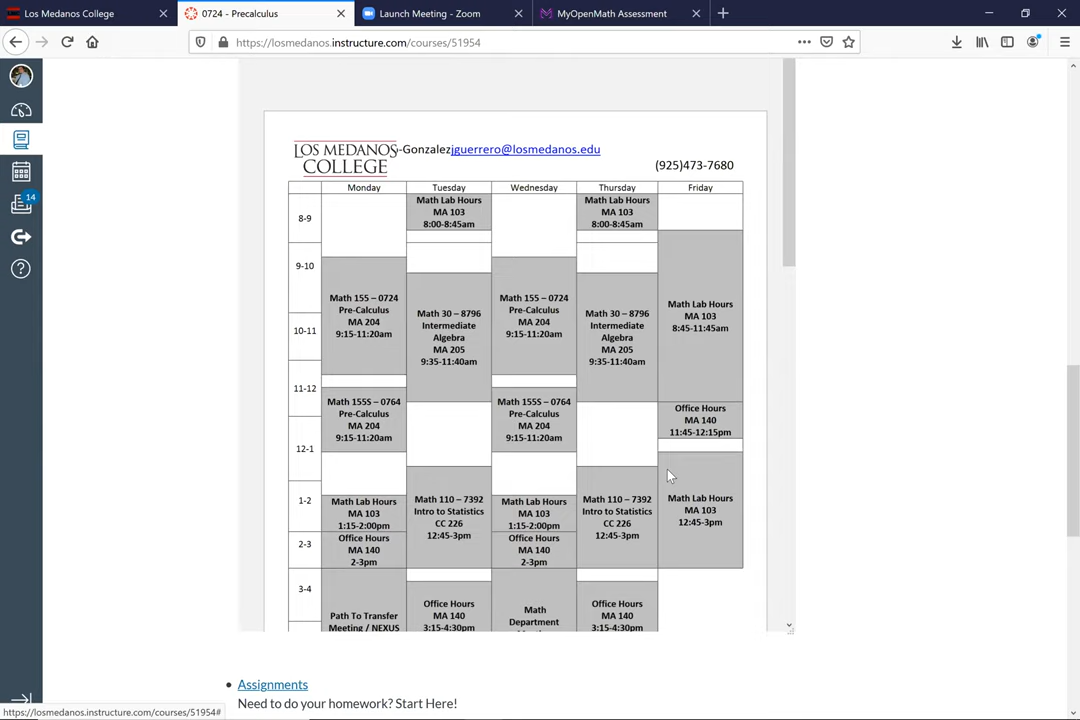 Los Medanos College
0724 - Precalculus
Launch Meeting - Zoom
MyOpenMath Assessment
https://losmedanos.instructure.com/courses/51954
14
LOS MEDANOS
COLLEGE
-Gonzalezjguerrero@losmedanos.edu
(925)473-7680
Monday Tuesday Wednesday Thursday Friday
8-9
Math Lab Hours
MA 103
8:00-8:45am
Math Lab Hours
MA 103
8:00-8:45am
9-10
Math 155 – 0724
Pre-Calculus
MA 204
9:15-11:20am
Math 30 – 8796
Intermediate
Algebra
MA 205
9:35-11:40am
Math 155 – 0724
Pre-Calculus
MA 204
9:15-11:20am
Math 30 – 8796
Intermediate
Algebra
MA 205
9:35-11:40am
Math Lab Hours
MA 103
8:45-11:45am
10-11
11-12
Math 155S – 0764
Pre-Calculus
MA 204
9:15-11:20am
Math 155S – 0764
Pre-Calculus
MA 204
9:15-11:20am
Office Hours
MA 140
11:45-12:15pm
12-1
1-2
Math Lab Hours
MA 103
1:15-2:00pm
Math 110 – 7392
Intro to Statistics
CC 226
12:45-3pm
Math Lab Hours
MA 103
1:15-2:00pm
Math 110 – 7392
Intro to Statistics
CC 226
12:45-3pm
Math Lab Hours
MA 103
12:45-3pm
2-3
Office Hours
MA 140
2-3pm
Office Hours
MA 140
2-3pm
3-4
Path To Transfer
Meeting / NEXUS
Office Hours
MA 140
3:15-4:30pm
Math
Department
Office Hours
MA 140
3:15-4:30pm
Assignments
Need to do your homework? Start Here!
https://losmedanos.instructure.com/courses/51954#